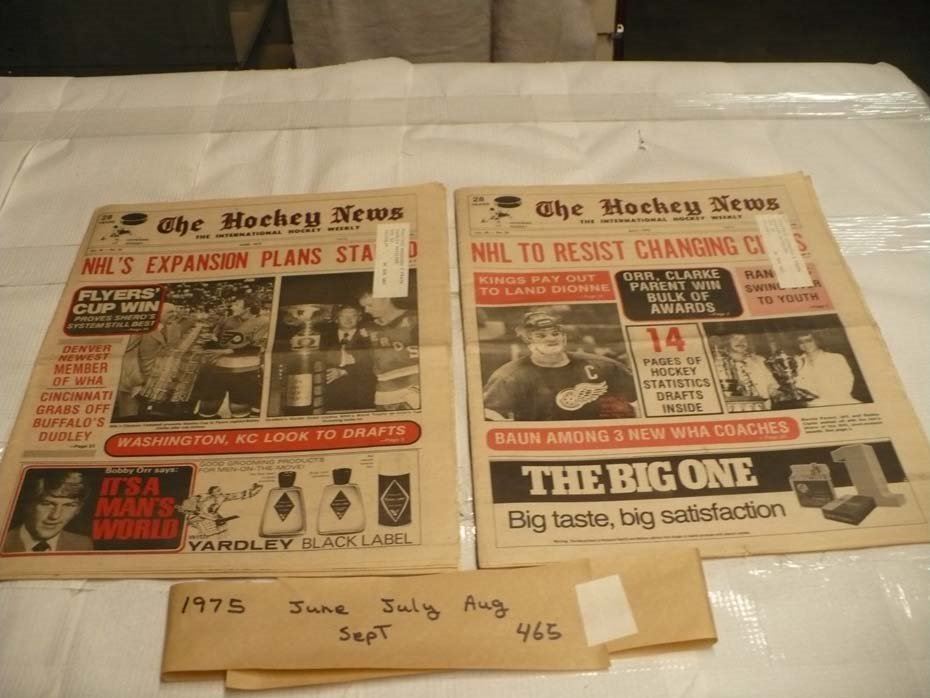 28
The Hockey News
THE INTERNATIONAL HOCKEY WEEKLY
NHL'S EXPANSION PLANS
FLYERS'
CUP WIN
PROVES SHERO'S
SYSTEM STILL BEST
DENVER
NEWEST
MEMBER
OF WHA
CINCINNATI
GRABS OFF
BUFFALO'S
DUDLEY
WASHINGTON, KC LOOK TO DRAFTS
Bobby Orr says:
IT'S A
MAN'S
WORLD
WITH
GOOD GROOMING PRODUCTS
FOR MEN-ON-THE-MOVE!
YARDLEY BLACK LABEL
28
The Hockey News
THE INTERNATIONAL HOCKEY WEEKLY
NHL TO RESIST CHANGING
KINGS PAY OUT
TO LAND DIONNE
ORR, CLARKE
PARENT WIN
BULK OF
AWARDS
TO YOUTH
C
14
PAGES OF
HOCKEY
STATISTICS
DRAFTS
INSIDE
BAUN AMONG 3 NEW WHA COACHES
THE BIG ONE
1
Big taste, big satisfaction
1975 June July Aug
SepT 465